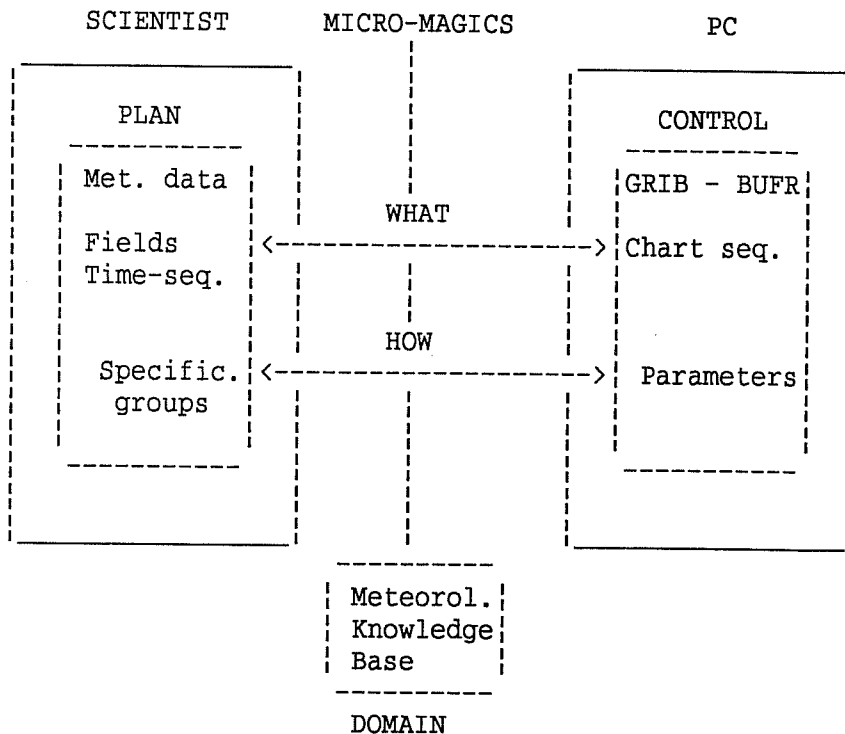 SCIENTIST MICRO-MAGICS PC
PLAN CONTROL
Met. data GRIB - BUFR
WHAT
Fields Chart seq.
Time-seq.
HOW
Specific. Parameters
groups
Meteorol.
Knowledge
Base
DOMAIN